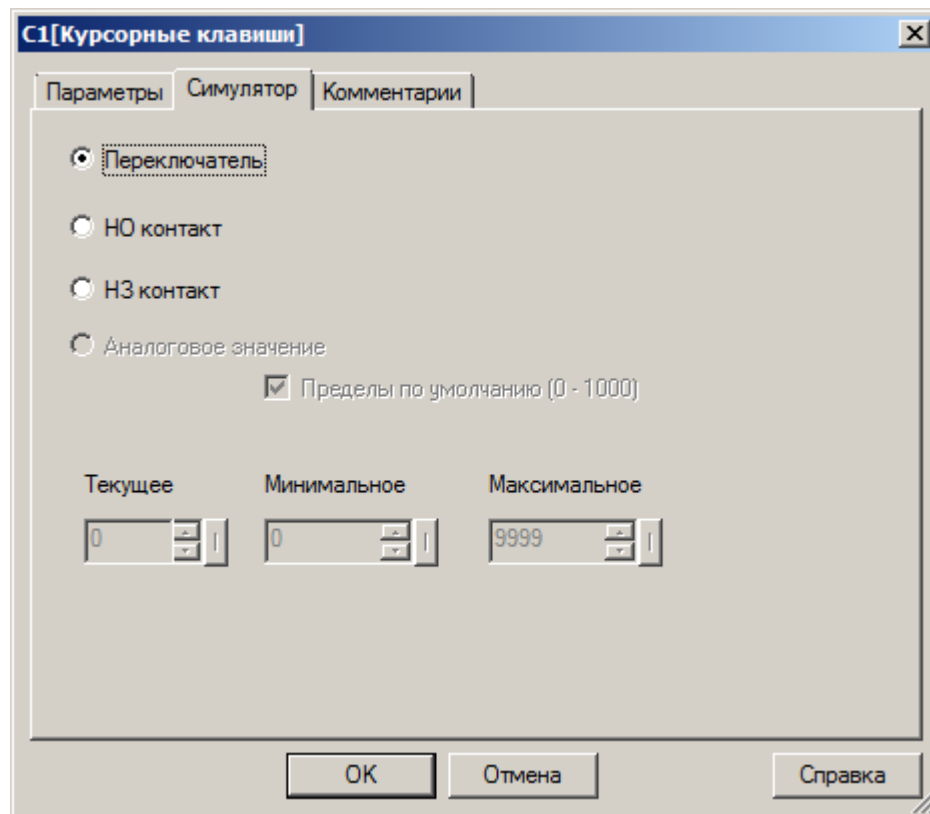 C1[Курсорные клавиши]
Параметры Симулятор Комментарии
Переключатель
НО контакт
НЗ контакт
Аналоговое значение
Пределы по умолчанию (0 - 1000)
Текущее Минимальное Максимальное
0 0 9999
OK Отмена Справка